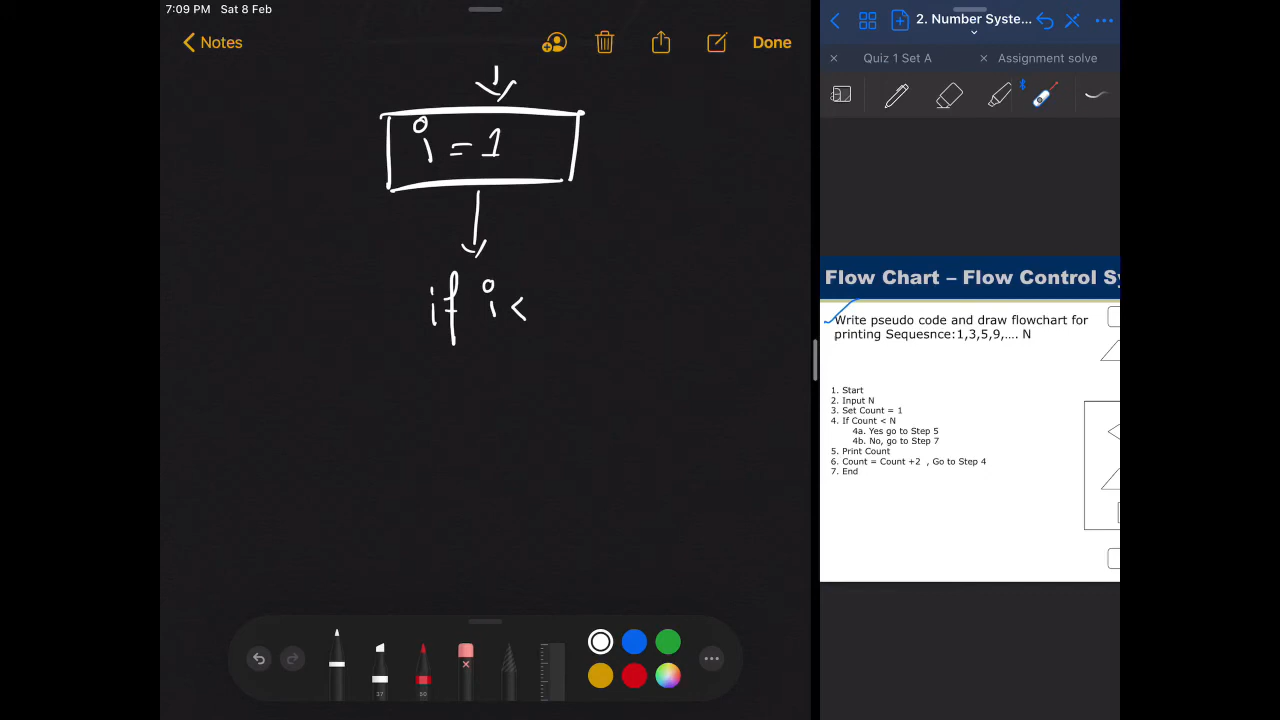 7:09 PM Sat 8 Feb
Notes
Done
i = 1
if i <
37
50
2. Number Syste...
Quiz 1 Set A
Assignment solve
Flow Chart – Flow Control Sy
Write pseudo code and draw flowchart for
printing Sequesnce:1,3,5,9,.... N
1. Start
2. Input N
3. Set Count = 1
4. If Count < N
4a. Yes go to Step 5
4b. No, go to Step 7
5. Print Count
6. Count = Count +2 , Go to Step 4
7. End